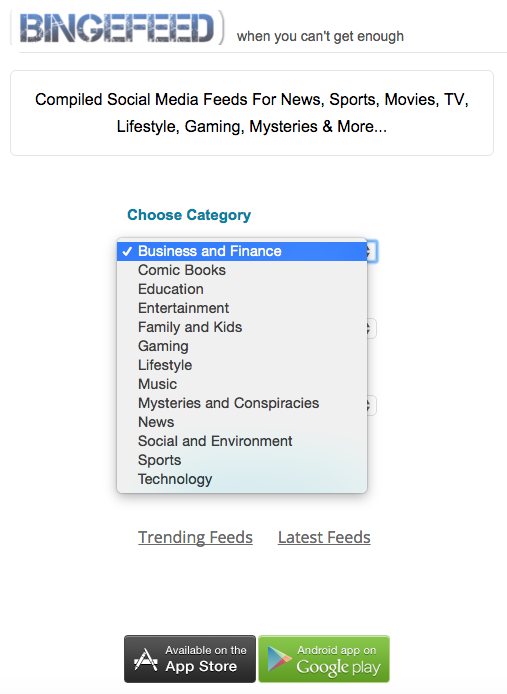 BINGEFEED when you can't get enough
Compiled Social Media Feeds For News, Sports, Movies, TV,
Lifestyle, Gaming, Mysteries & More...
Choose Category
✓ Business and Finance
Comic Books
Education
Entertainment
Family and Kids
Gaming
Lifestyle
Music
Mysteries and Conspiracies
News
Social and Environment
Sports
Technology
Trending Feeds Latest Feeds
Available on the
App Store
Android app on
Google play